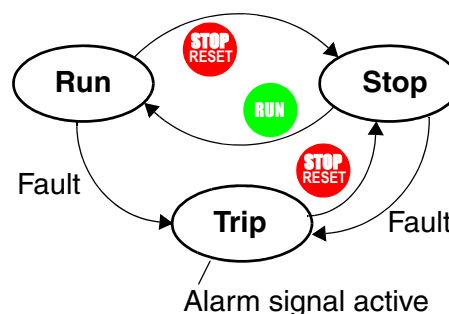 STOP
RESET
Run
Stop
RUN
STOP
RESET
Fault
Trip
Fault
Alarm signal active